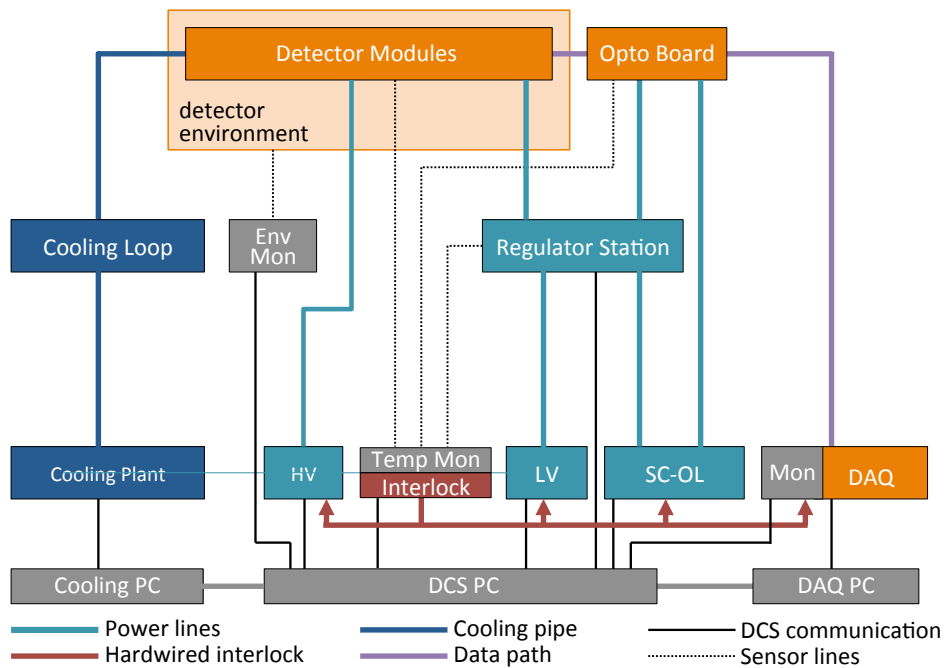 Detector Modules
Opto Board
detector
environment
Cooling Loop
Env
Mon
Regulator Station
Cooling Plant
HV
Temp Mon
Interlock
LV
SC-OL
Mon
DAQ
Cooling PC
DCS PC
DAQ PC
Power lines
Cooling pipe
DCS communication
Hardwired interlock
Data path
Sensor lines